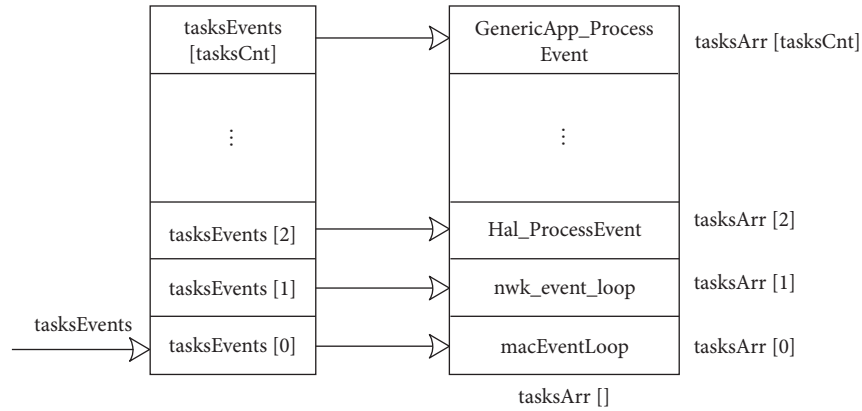 tasksEvents
[tasksCnt]
GenericApp_Process
Event
tasksArr [tasksCnt]
⋮
⋮
tasksEvents [2]
Hal_ProcessEvent
tasksArr [2]
tasksEvents [1]
nwk_event_loop
tasksArr [1]
tasksEvents
tasksEvents [0]
macEventLoop
tasksArr [0]
tasksArr []